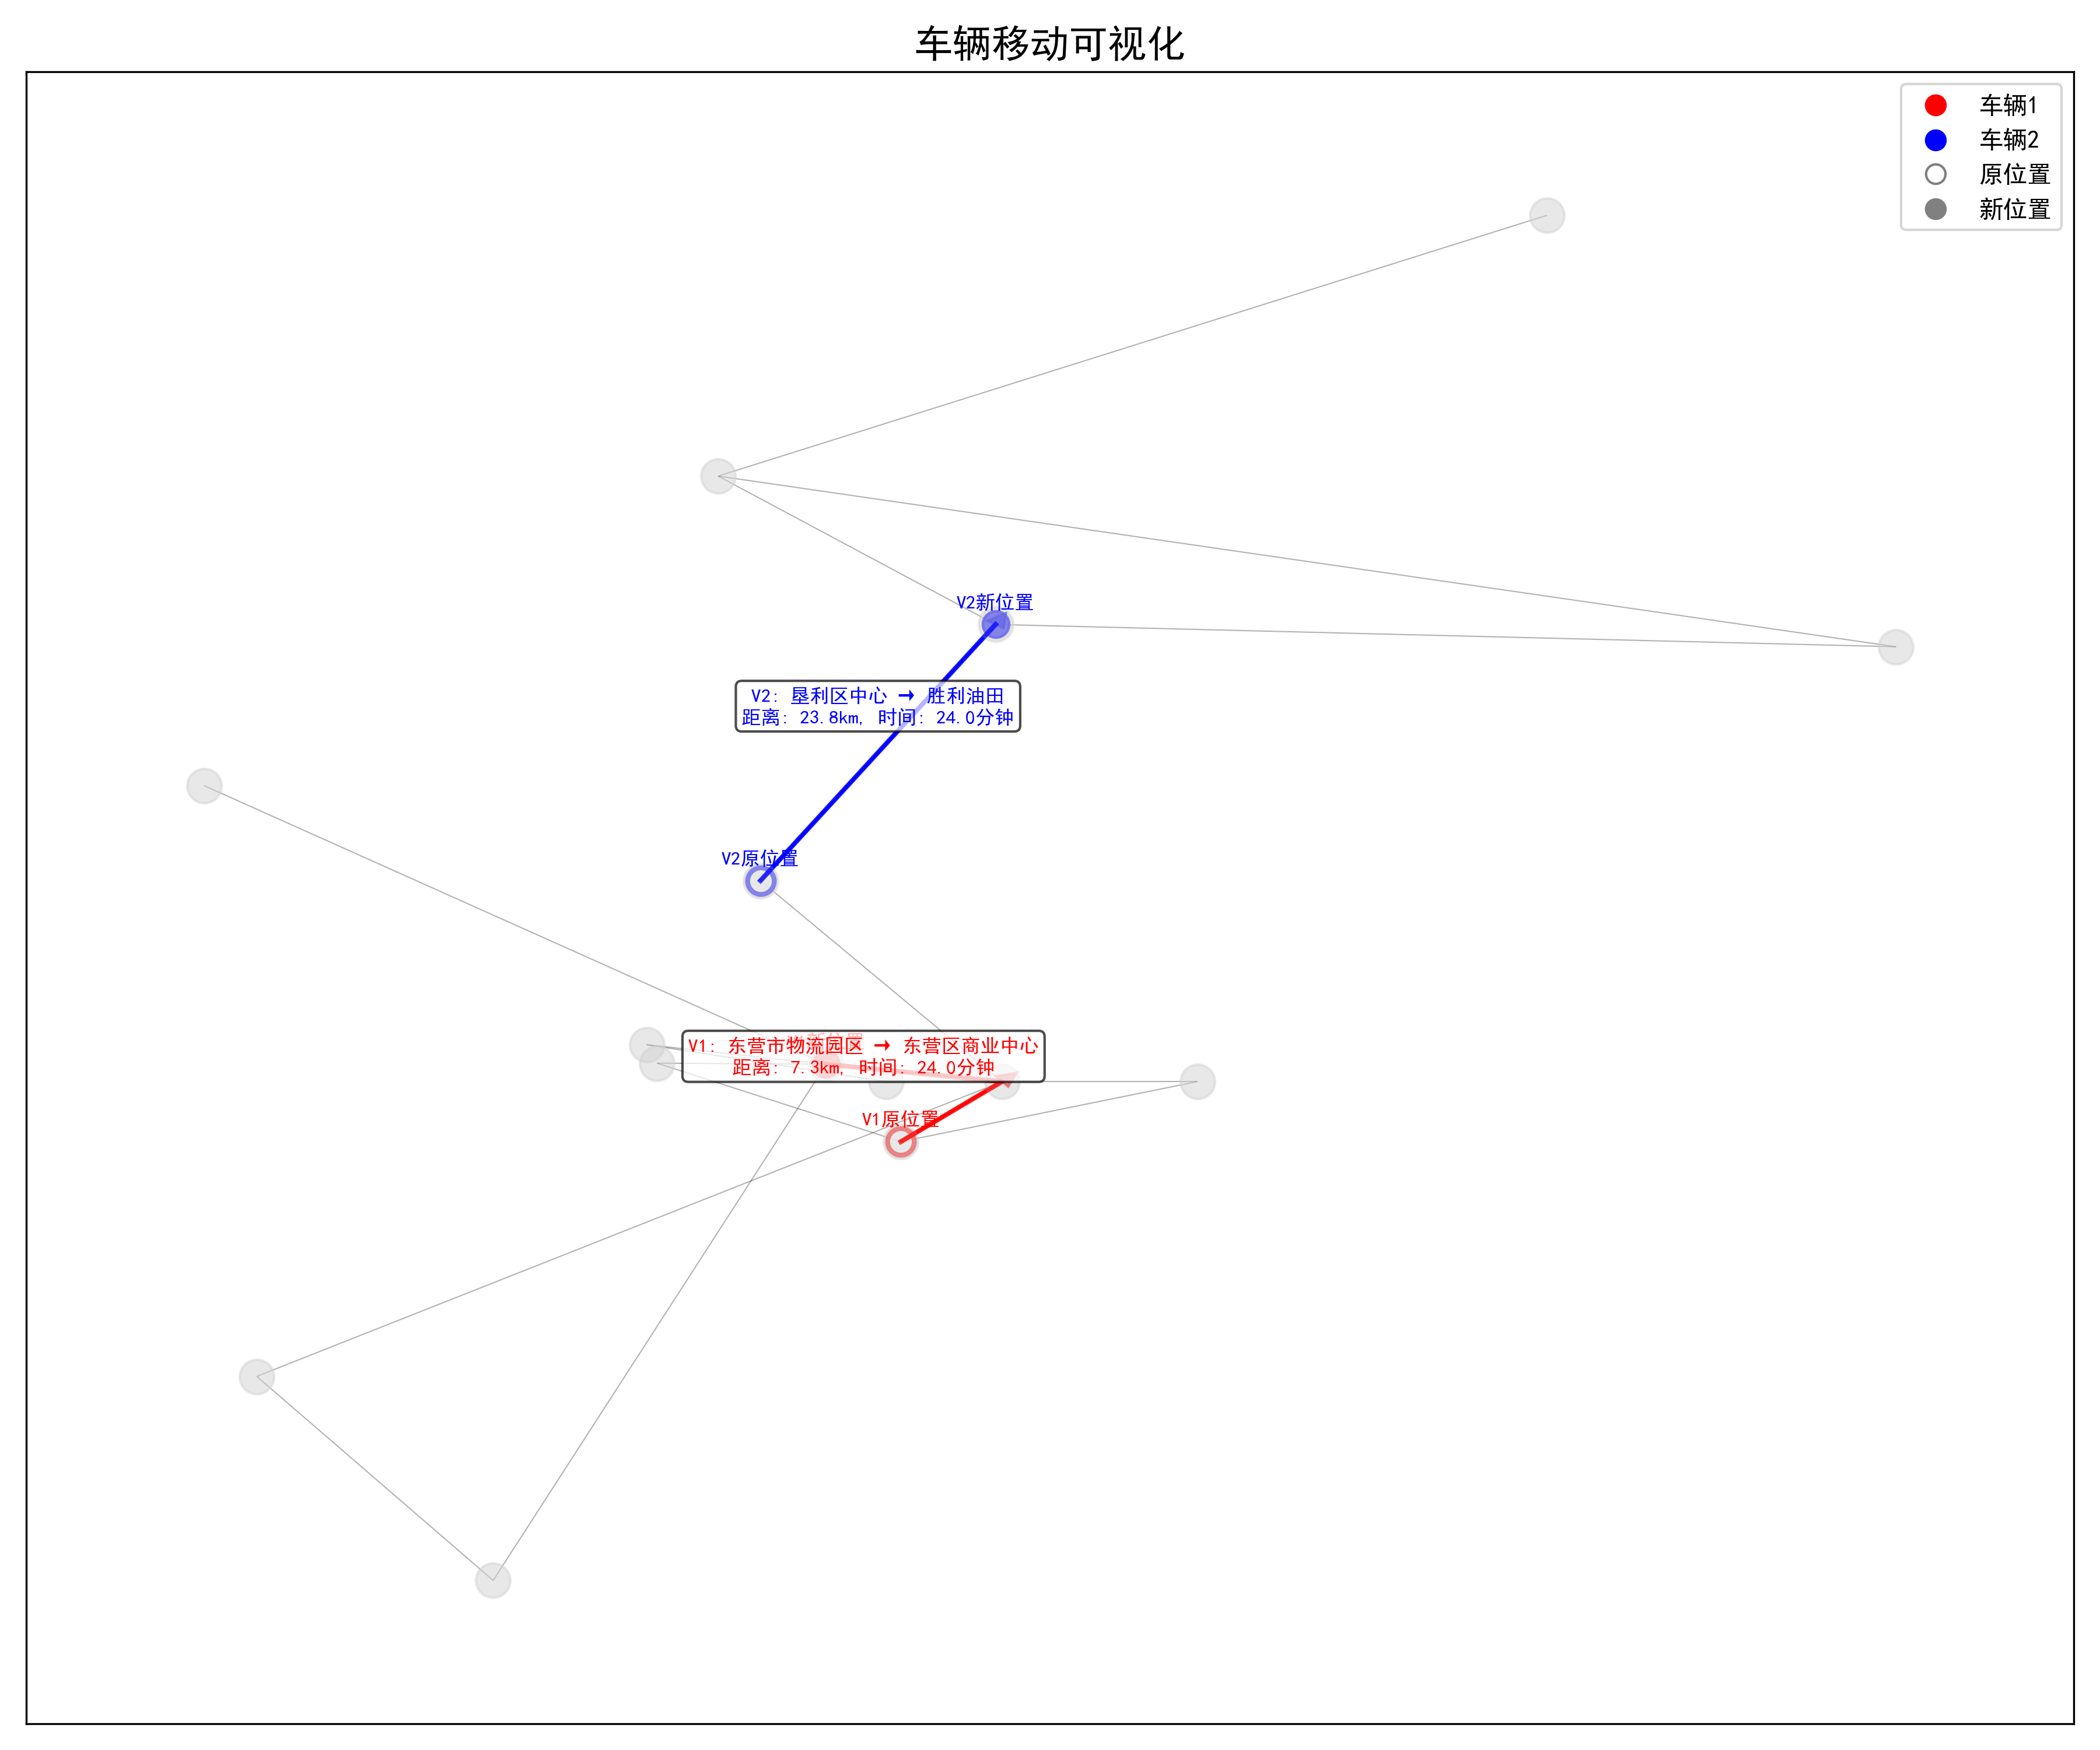 车辆移动可视化
车辆1
车辆2
原位置
新位置
V2新位置
V2: 垦利区中心 → 胜利油田
距离: 23.8km, 时间: 24.0分钟
V2原位置
V1: 东营市物流园区 → 东营区商业中心
距离: 7.3km, 时间: 24.0分钟
V1原位置